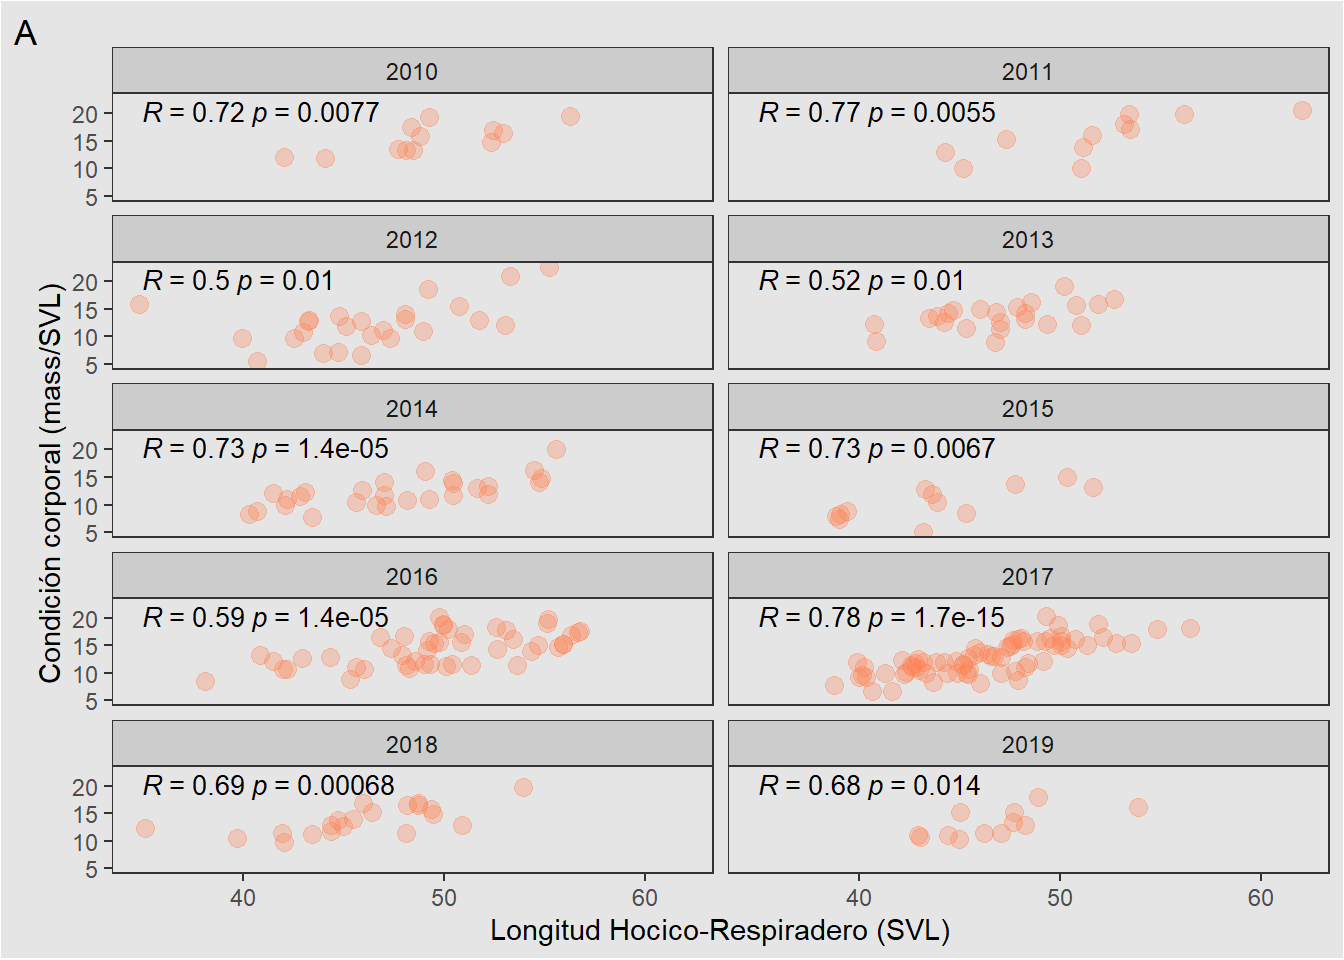 A
2010
2011
R = 0.72 p = 0.0077
R = 0.77 p = 0.0055
20
15
10
5
2012
2013
R = 0.5 p = 0.01
R = 0.52 p = 0.01
20
15
10
5
2014
2015
R = 0.73 p = 1.4e-05
R = 0.73 p = 0.0067
20
15
10
5
2016
2017
R = 0.59 p = 1.4e-05
R = 0.78 p = 1.7e-15
20
15
10
5
2018
2019
R = 0.69 p = 0.00068
R = 0.68 p = 0.014
20
15
10
5
Condición corporal (mass/SVL)
40 50 60 40 50 60
Longitud Hocico-Respiradero (SVL)